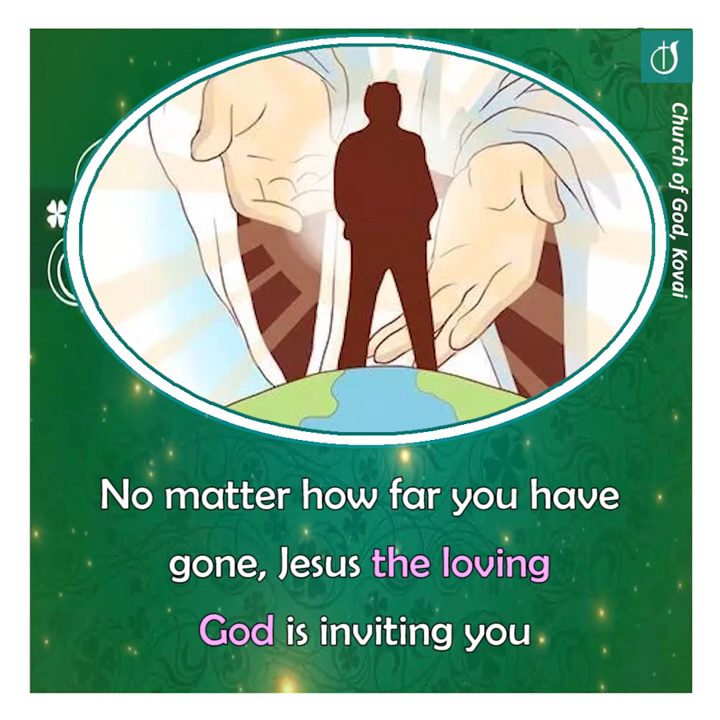 Church of God, Kovai
No matter how far you have
gone, Jesus the loving
God is inviting you